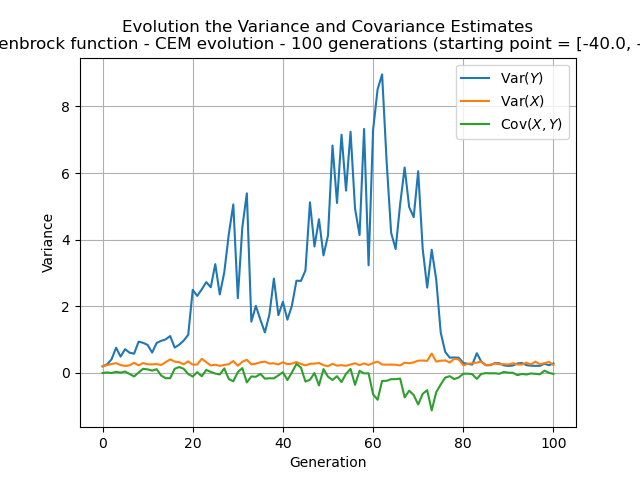 Evolution the Variance and Covariance Estimates
enbrock function - CEM evolution - 100 generations (starting point = [-40.0, -
Var(Y)
Var(X)
Cov(X, Y)
Variance
8
6
4
2
0
0 20 40 60 80 100
Generation